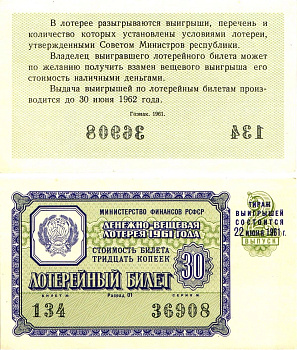 В лотерее разыгрываются выигрыши, перечень и
количество которых установлены условиями лотереи,
утвержденными Советом Министров республики.
Владелец выигравшего лотерейного билета может
по желанию получить взамен вещевого выигрыша его
стоимость наличными деньгами.
Выдача выигрышей по лотерейным билетам произ-
водится до 30 июня 1962 года.
Гознак. 1961.
36908 134
МИНИСТЕРСТВО ФИНАНСОВ РСФСР
ДЕНЕЖНО-ВЕЩЕВАЯ
ЛОТЕРЕЯ 1961 ГОДА
СТОИМОСТЬ БИЛЕТА
ТРИДЦАТЬ КОПЕЕК
30
ЛОТЕРЕЙНЫЙ БИЛЕТ
БИЛЕТ № Разряд 01 СЕРИЯ №
134 36908
ТИРАЖ
ВЫИГРЫШЕЙ
СОСТОИТСЯ
22 ИЮНЯ 1961 г.
ВЫПУСК